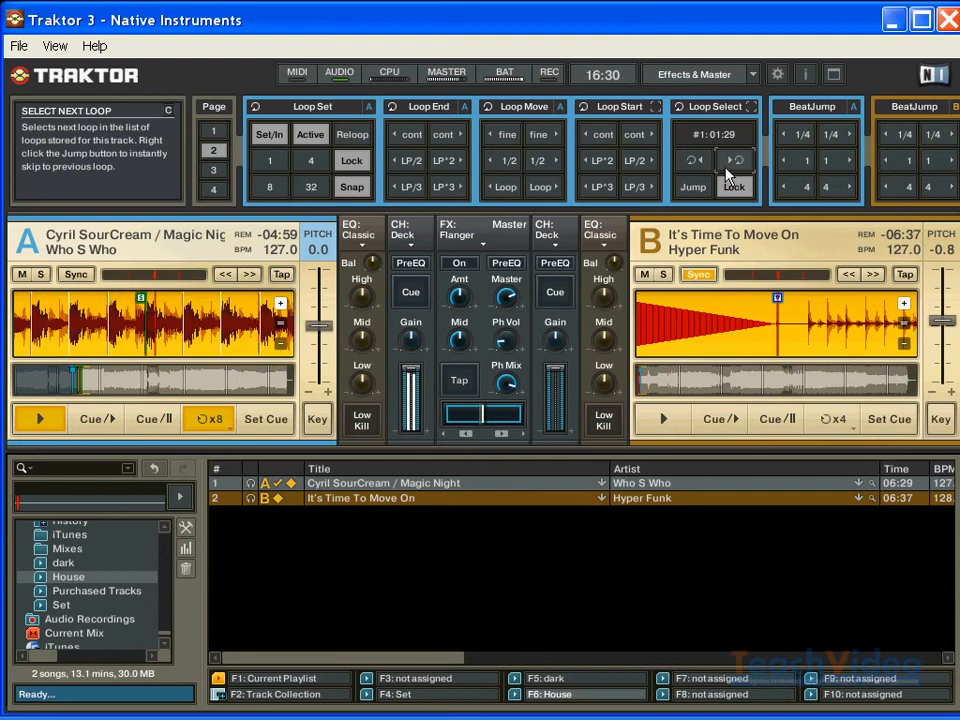 Traktor 3 - Native Instruments
File View Help
TRAKTOR MIDI AUDIO CPU MASTER BAT REC 16:30 Effects & Master i NI
SELECT NEXT LOOP C
Selects next loop in the list of
loops stored for this track. Right
click the Jump button to instantly
skip to previous loop.
Page
1
2
3
4
Loop Set A
Set/In Active Reloop
1 4 Lock
8 32 Snap
Loop End A
cont cont
LP/2 LP*2
LP/3 LP*3
Loop Move A
fine fine
1/2 1/2
Loop Loop
Loop Start
cont cont
LP*2 LP/2
LP*3 LP/3
Loop Select
#1:01:29
Jump Lock
BeatJump A
1/4 1/4
1 1
4 4
BeatJump B
1/4 1/4
1 1
4 4
A Cyril SourCream / Magic Nig REM -04:59 PITCH
Who S Who BPM 127.0 0.0
M S Sync << >> Tap
Cue/ Cue/ x8 Set Cue Key
EQ:
Classic
Bal
High
Mid
Low
Low
Kill
CH:
Deck
PreEQ
Cue
Gain
FX: Master
Flanger
On PreEQ
Amt Master
Mid Ph Vol
Tap Ph Mix
CH:
Deck
PreEQ
Cue
Gain
EQ:
Classic
Bal
High
Mid
Low
Low
Kill
B It's Time To Move On REM -06:37 PITCH
Hyper Funk BPM 127.0 -0.8
M S Sync << >> Tap
Cue/ Cue/ x4 Set Cue Key
# Title Artist Time BPM
1 A Cyril SourCream / Magic Night Who S Who 06:29 127.
2 B It's Time To Move On Hyper Funk 06:37 128.
History
iTunes
Mixes
dark
House
Purchased Tracks
Set
Audio Recordings
Current Mix
iTunes
2 songs, 13.1 mins, 30.0 MB
Ready...
F1: Current Playlist F3: not assigned F5: dark F7: not assigned F9: not assigned
F2: Track Collection F4: Set F6: House F8: not assigned F10: not assigned
TeachVideo